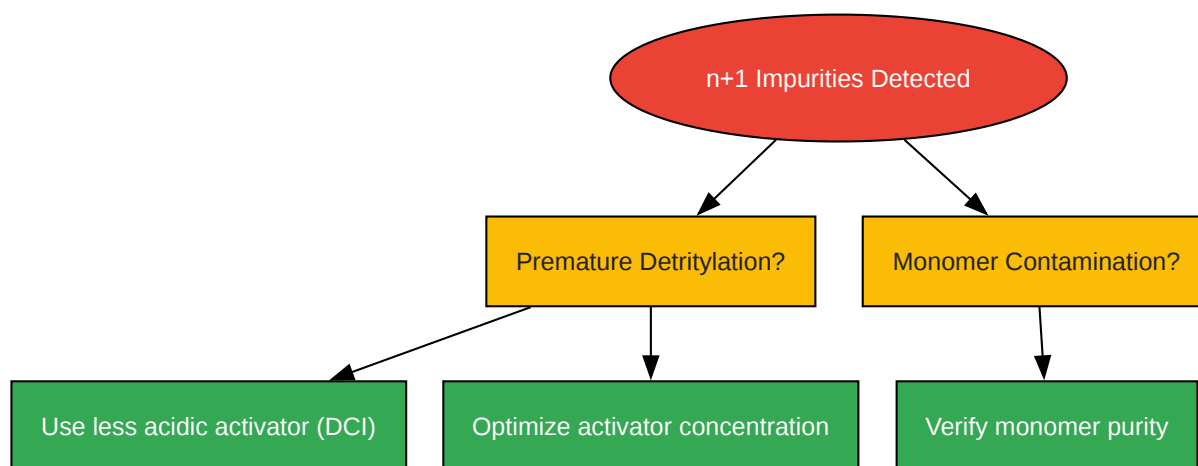 n+1 Impurities Detected
Premature Detritylation?
Monomer Contamination?
Use less acidic activator (DCI)
Optimize activator concentration
Verify monomer purity